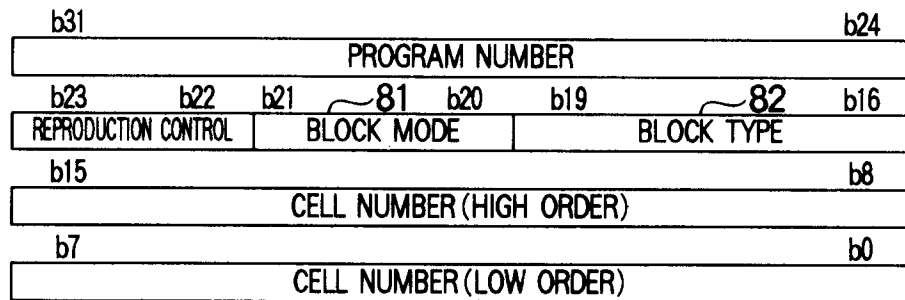 b31 b24
PROGRAM NUMBER
b23 b22 b21 81 b20 b19 82 b16
REPRODUCTION CONTROL BLOCK MODE BLOCK TYPE
b15 b8
CELL NUMBER (HIGH ORDER)
b7 b0
CELL NUMBER (LOW ORDER)